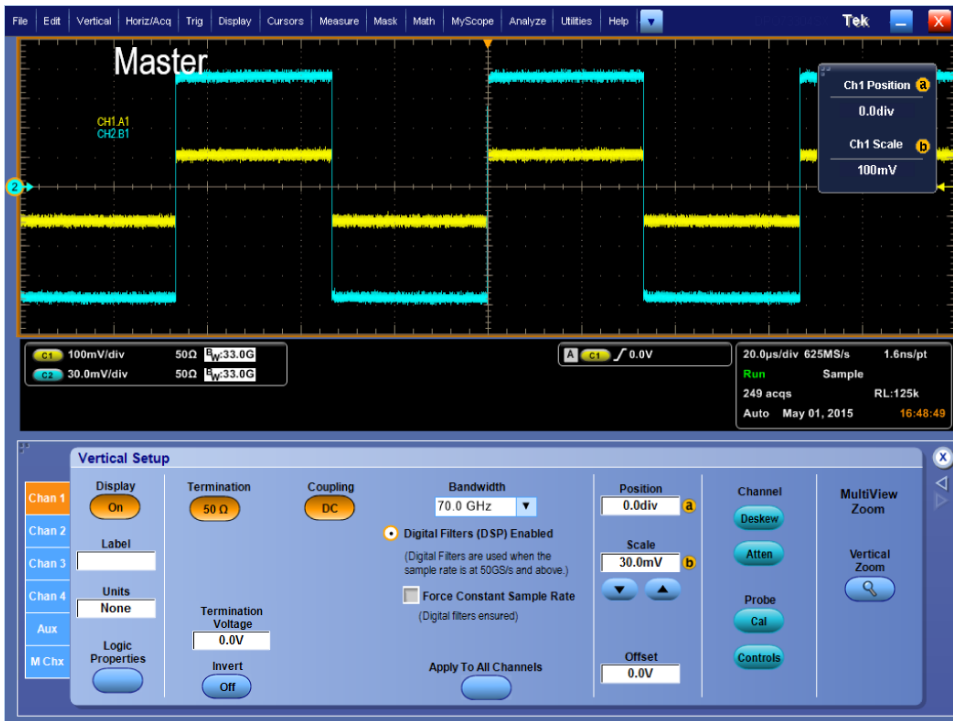 File Edit Vertical Horiz/Acq Trig Display Cursors Measure Mask Math MyScope Analyze Utilities Help Tek X
Master
CH1.A1
CH2.B1
Ch1 Position a
0.0div
Ch1 Scale b
100mV
2
C1 100mV/div 50Ω BW:33.0G
C2 30.0mV/div 50Ω BW:33.0G
A C1 0.0V
20.0µs/div 625MS/s 1.6ns/pt
Run Sample
249 acqs RL:125k
Auto May 01, 2015 16:48:49
Vertical Setup
X
Chan 1
Chan 2
Chan 3
Chan 4
Aux
M Chx
Display
On
Label
Units
None
Logic
Properties
Termination
50 Ω
Termination
Voltage
0.0V
Invert
Off
Coupling
DC
Bandwidth
70.0 GHz
Digital Filters (DSP) Enabled
(Digital Filters are used when the
sample rate is at 50GS/s and above.)
Force Constant Sample Rate
(Digital filters ensured)
Apply To All Channels
Position
0.0div a
Scale
30.0mV b
Offset
0.0V
Channel
Deskew
Atten
Probe
Cal
Controls
MultiView
Zoom
Vertical
Zoom